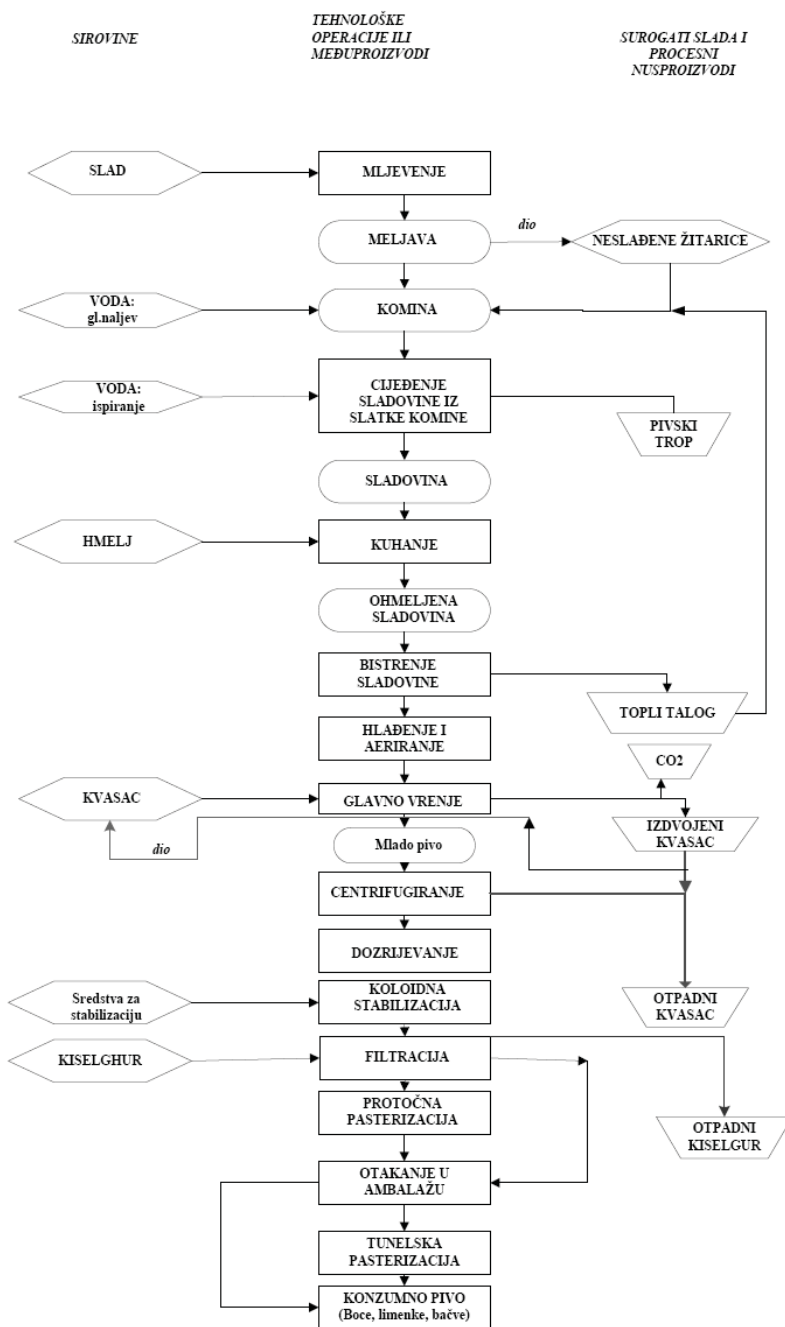 SIROVINE
TEHNOLOŠKE
OPERACIJE ILI
MEĐUPROIZVODI
SUROGATI SLADA I
PROCESNI
NUSPROIZVODI
SLAD
MLJEVENJE
MELJAVA
dio
NESLAĐENE ŽITARICE
VODA:
gl.naljev
KOMINA
VODA:
ispiranje
CIJEĐENJE
SLADOVINE IZ
SLATKE KOMINE
PIVSKI
TROP
SLADOVINA
HMELJ
KUHANJE
OHMELJENA
SLADOVINA
BISTRENJE
SLADOVINE
TOPLI TALOG
HLAĐENJE I
AERIRANJE
CO2
KVASAC
GLAVNO VRENJE
IZDVOJENI
KVASAC
dio
Mlado pivo
CENTRIFUGIRANJE
DOZRIJEVANJE
Sredstva za
stabilizaciju
KOLOIDNA
STABILIZACIJA
OTPADNI
KVASAC
KISELGHUR
FILTRACIJA
PROTOČNA
PASTERIZACIJA
OTPADNI
KISELGUR
OTAKANJE U
AMBALAŽU
TUNELSKA
PASTERIZACIJA
KONZUMNO PIVO
(Boce, limenke, bačve)